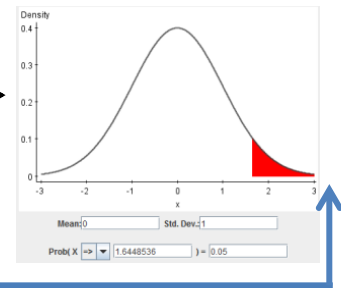 Density
0.4
0.3
0.2
0.1
0
-3 -2 -1 0 1 2 3
x
Mean: 0 Std. Dev.: 1
Prob( X => 1.6448536 ) = 0.05